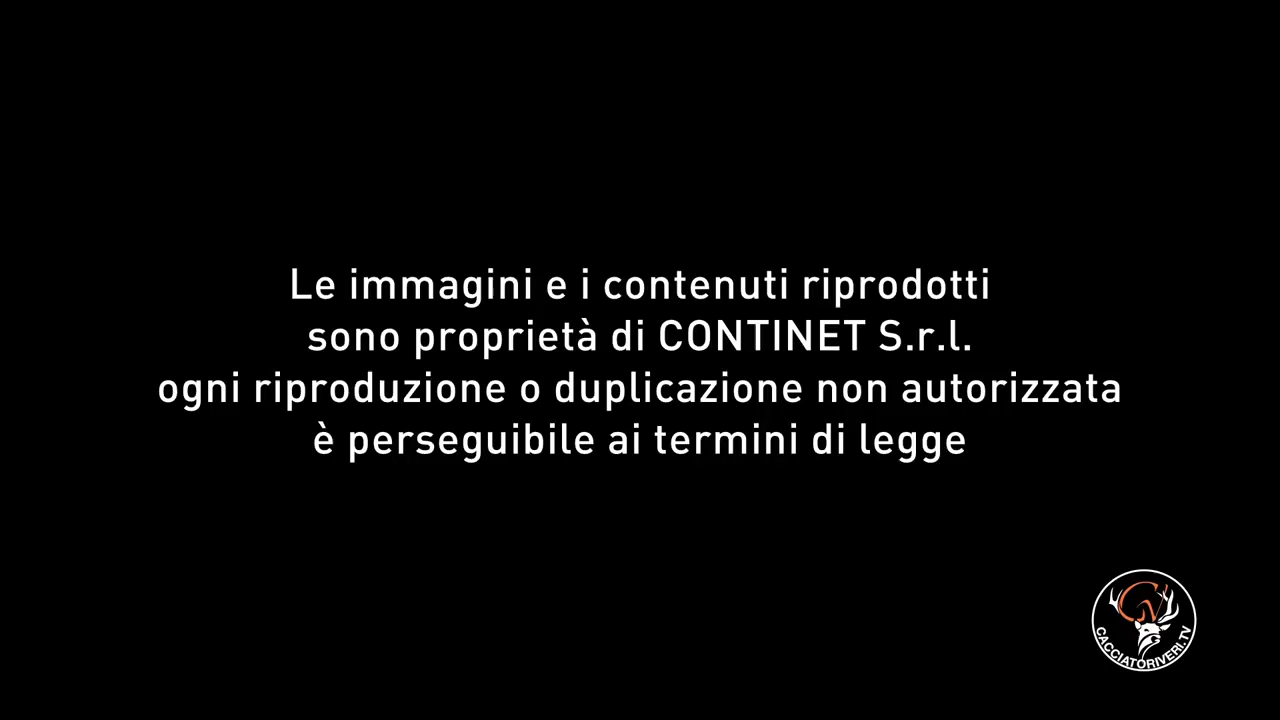 Le immagini e i contenuti riprodotti
sono proprietà di CONTINET S.r.l.
ogni riproduzione o duplicazione non autorizzata
è perseguibile ai termini di legge
CV
CACCIATORIVERI.TV